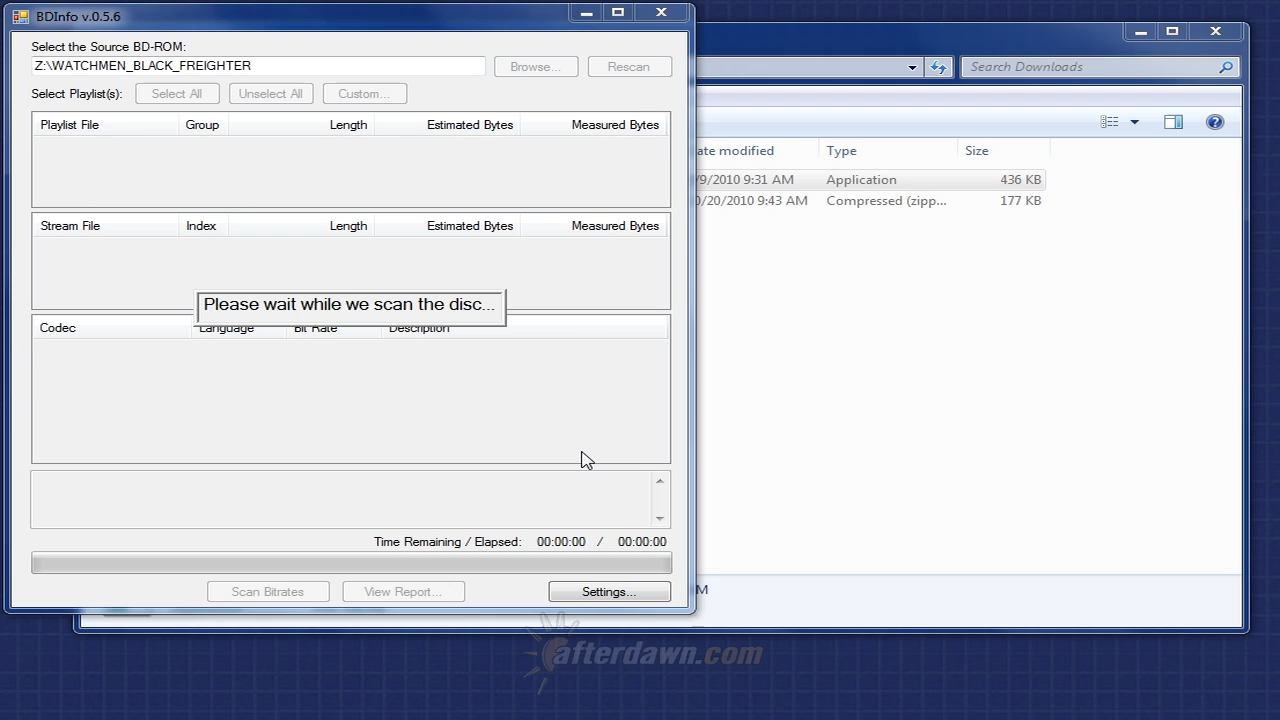 BDInfo v.0.5.6
Select the Source BD-ROM:
Z:\WATCHMEN_BLACK_FREIGHTER
Browse...
Rescan
Select Playlist(s):
Select All
Unselect All
Custom...
Playlist File Group Length Estimated Bytes Measured Bytes
Stream File Index Length Estimated Bytes Measured Bytes
Please wait while we scan the disc...
Codec Language Bit Rate Description
Time Remaining / Elapsed: 00:00:00 / 00:00:00
Scan Bitrates
View Report...
Settings...
Search Downloads
ate modified Type Size
/9/2010 9:31 AM Application 436 KB
0/20/2010 9:43 AM Compressed (zipp... 177 KB
M
afterdawn.com